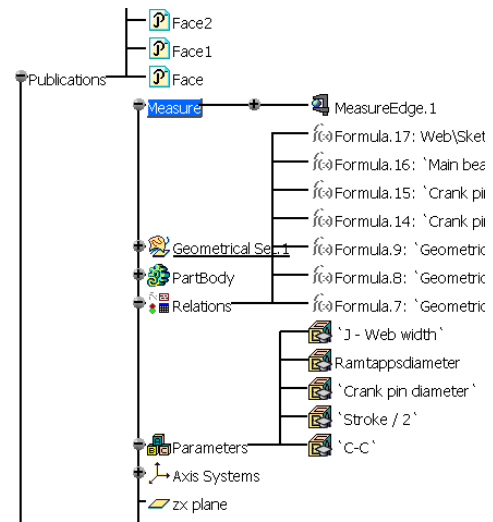 Face2
Face1
Publications Face
Measure MeasureEdge.1
Formula.17: Web\Sket
Formula.16: `Main bea
Formula.15: `Crank pi
Formula.14: `Crank pi
Geometrical Set.1 Formula.9: `Geometric
PartBody Formula.8: `Geometric
Relations Formula.7: `Geometric
`J - Web width`
Ramtappsdiameter
`Crank pin diameter`
`Stroke / 2`
Parameters `C-C`
Axis Systems
zx plane